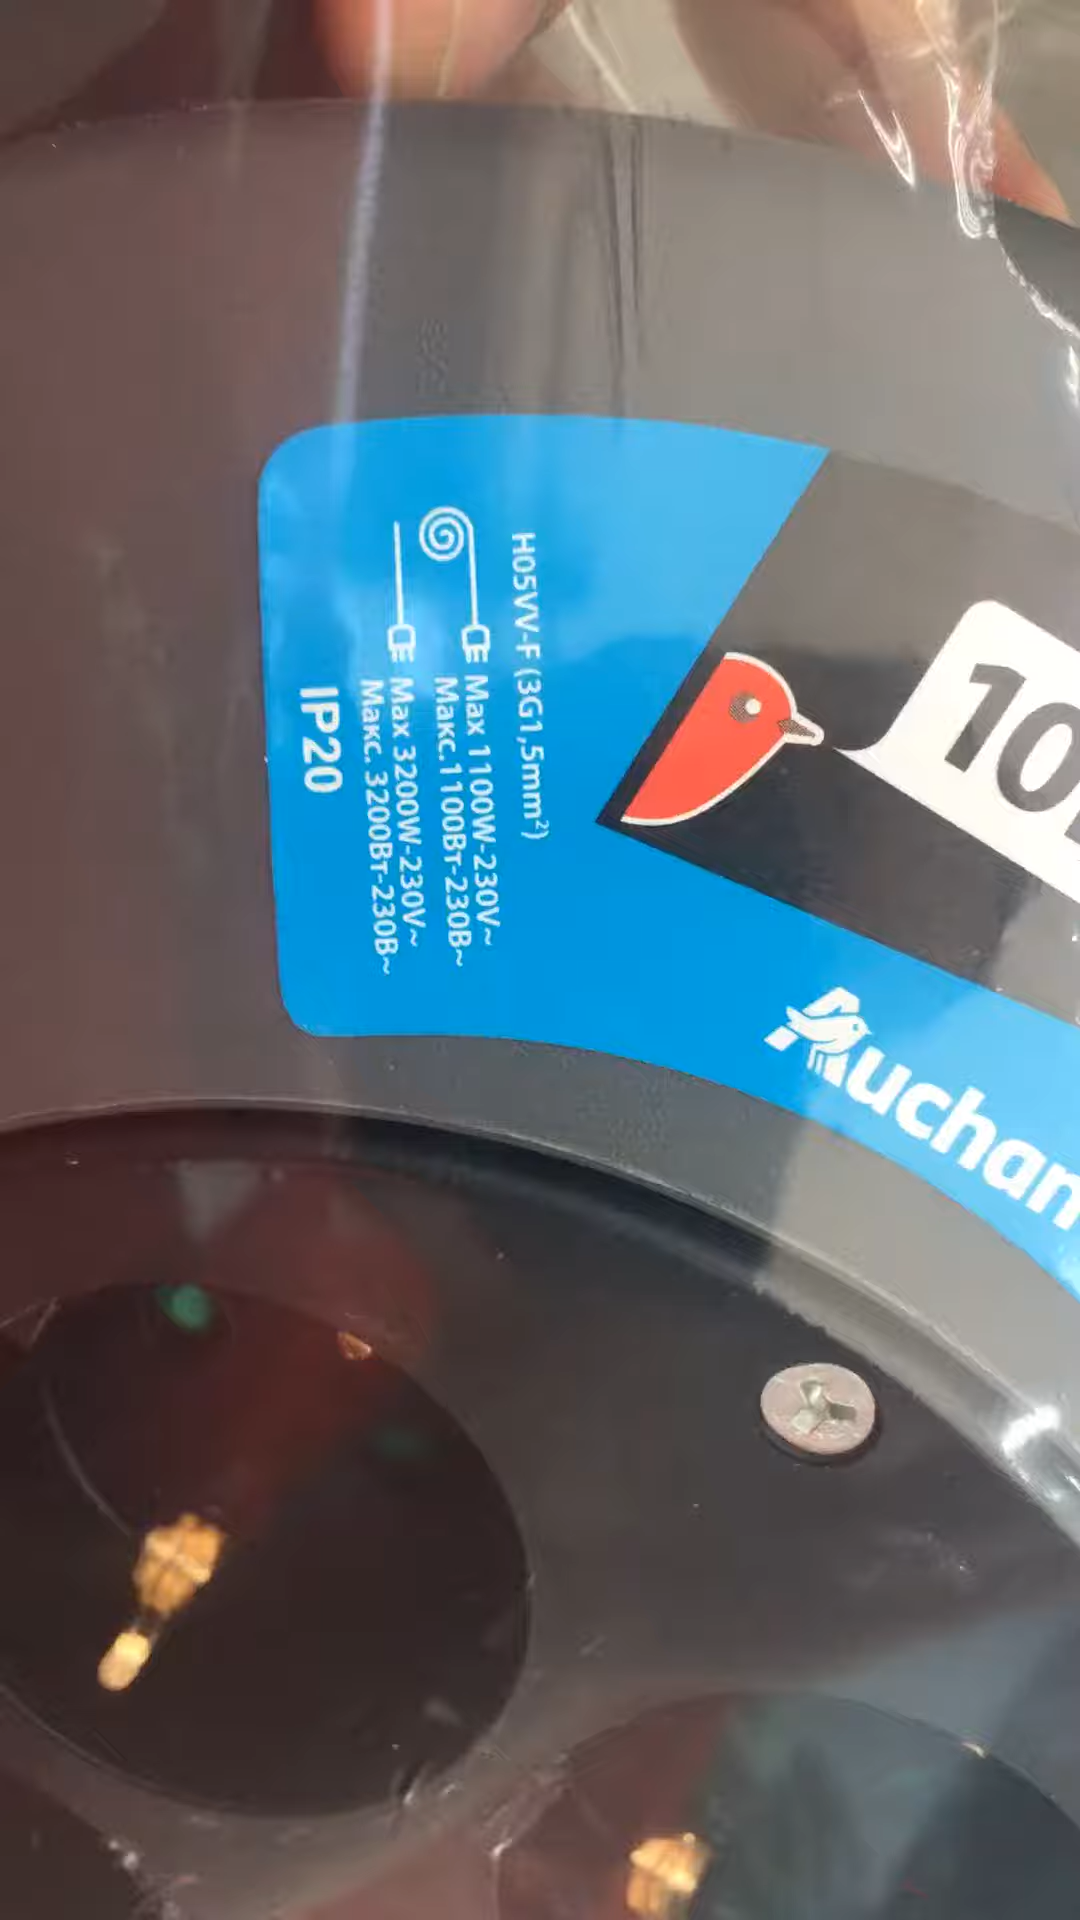 H05VV-F (3G1,5mm²)
Max 1100W-230V~
Макс.1100Вт-230В~
Max 3200W-230V~
Макс. 3200Вт-230В~
IP20
10
Auchan